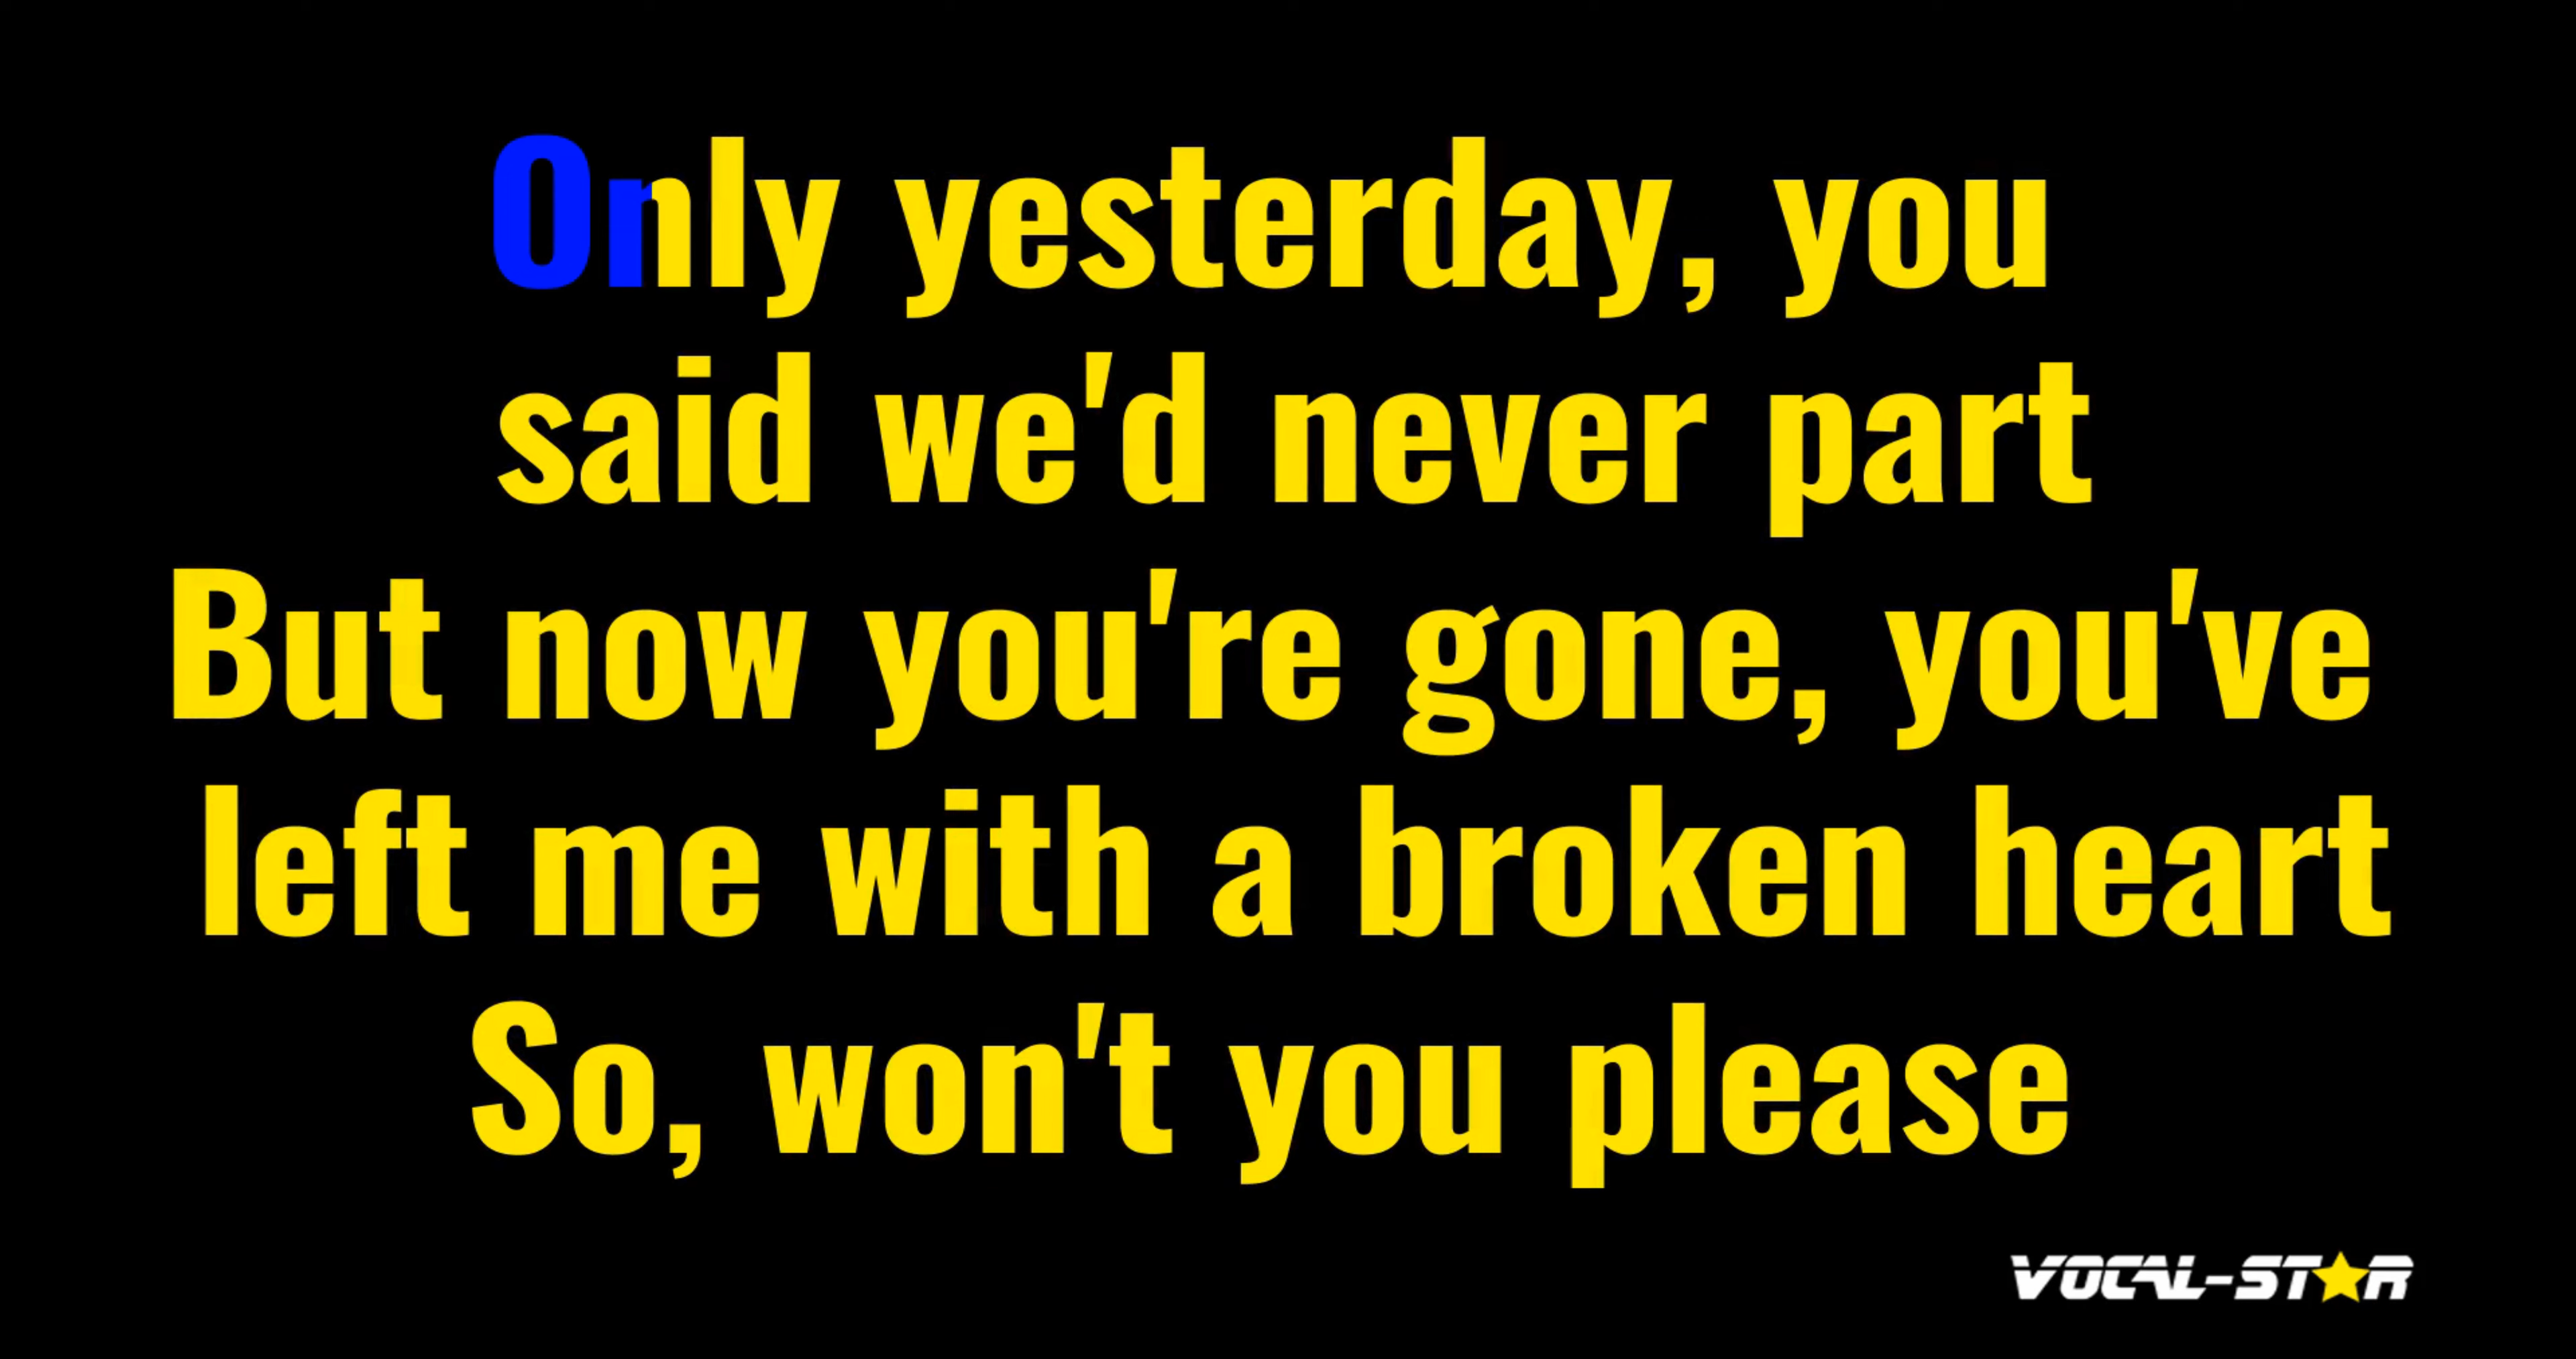 Only yesterday, you
said we'd never part
But now you're gone, you've
left me with a broken heart
So, won't you please
VOCAL-STAR